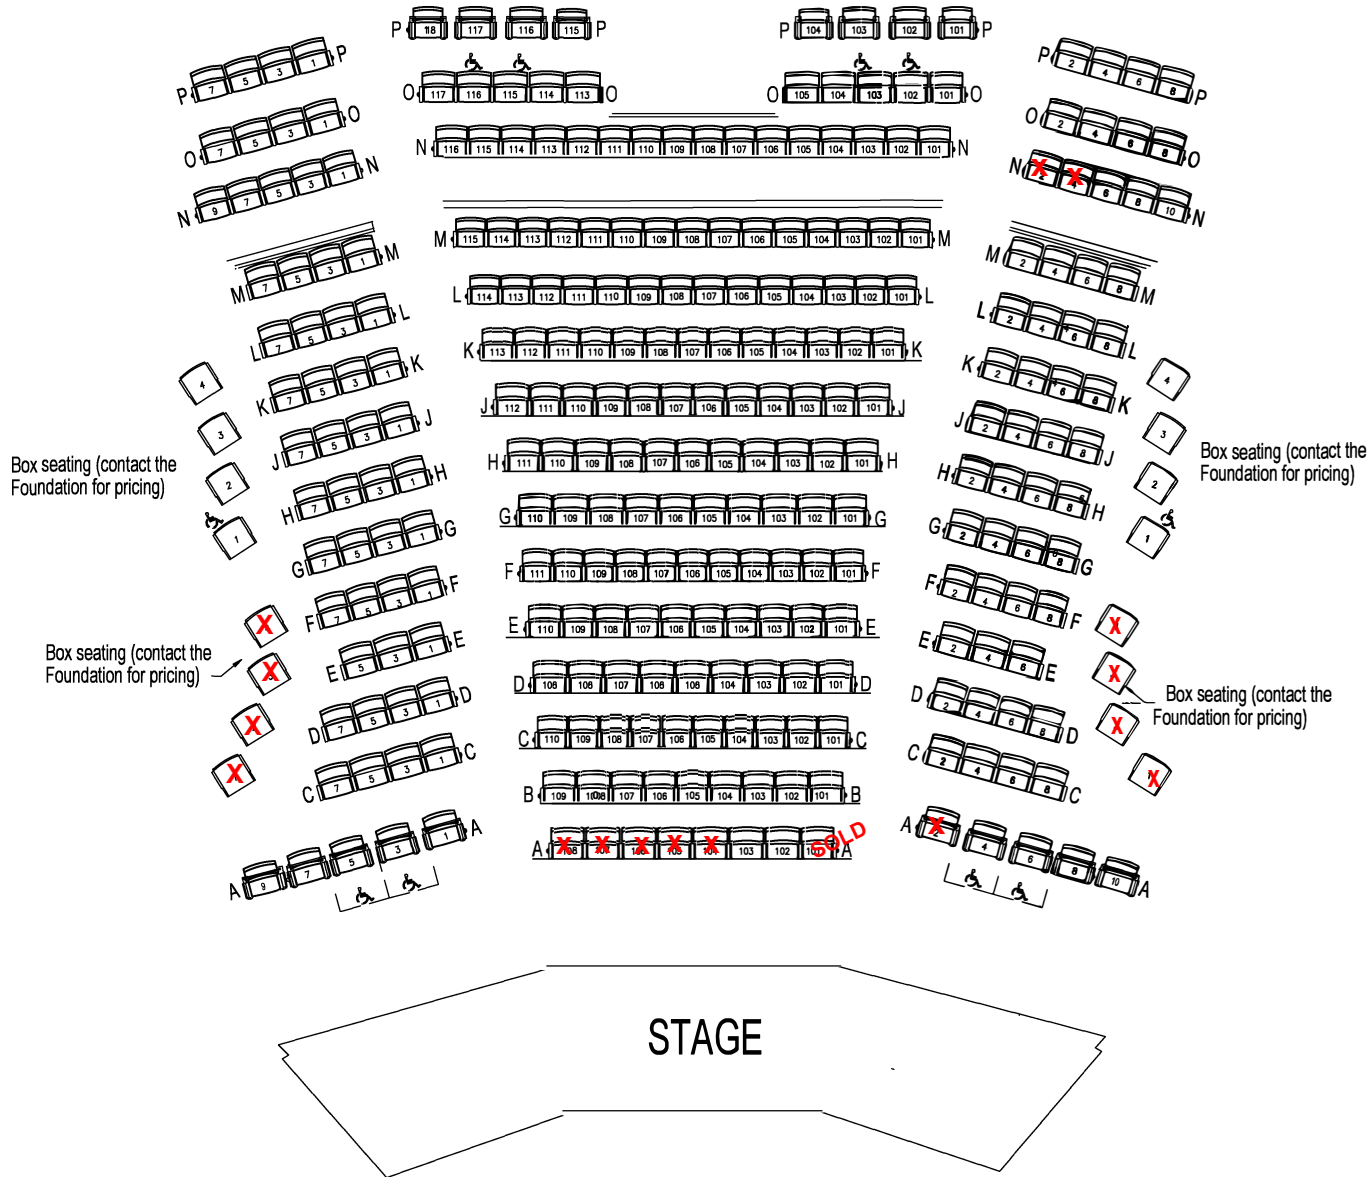 P 118 117 116 115 P
P 104 103 102 101 P
P 7 5 3 1 P
P 2 4 6 8 P
O 117 116 115 114 113 O
O 105 104 103 102 101 O
O 7 5 3 1 O
O 2 4 6 8 O
N 116 115 114 113 112 111 110 109 108 107 106 105 104 103 102 101 N
N 9 7 5 3 1 N
N X X 6 8 10 N
M 115 114 113 112 111 110 109 108 107 106 105 104 103 102 101 M
M 7 5 3 1 M
M 2 4 6 8 M
L 114 113 112 111 110 109 108 107 106 105 104 103 102 101 L
L 7 5 3 1 L
L 2 4 6 8 L
K 113 112 111 110 109 108 107 106 105 104 103 102 101 K
K 7 5 3 1 K
K 2 4 6 8 K
J 112 111 110 109 108 107 106 105 104 103 102 101 J
J 7 5 3 1 J
J 2 4 6 8 J
4
3
2
1
4
3
2
1
Box seating (contact the
Foundation for pricing)
Box seating (contact the
Foundation for pricing)
H 111 110 109 108 107 106 105 104 103 102 101 H
H 7 5 3 1 H
H 2 4 6 8 H
G 110 109 108 107 106 105 104 103 102 101 G
G 7 5 3 1 G
G 2 4 6 8 G
F 111 110 109 108 107 106 105 104 103 102 101 F
F 7 5 3 1 F
F 2 4 6 8 F
E 110 109 108 107 106 105 104 103 102 101 E
E 5 3 1 E
E 2 4 6 E
X
X
X
X
X
X
X
X
Box seating (contact the
Foundation for pricing)
Box seating (contact the
Foundation for pricing)
D 107 104 103 102 101 D
D 7 5 3 1 D
D 2 4 6 8 D
C 110 109 108 107 106 105 104 103 102 101 C
C 7 5 3 1 C
C 2 4 6 8 C
B 109 107 106 105 104 103 102 101 B
A X X X X X 103 102 SOLD A
A 9 7 5 3 1 A
A X 4 6 8 10 A
STAGE